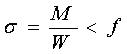 σ = M/W < f